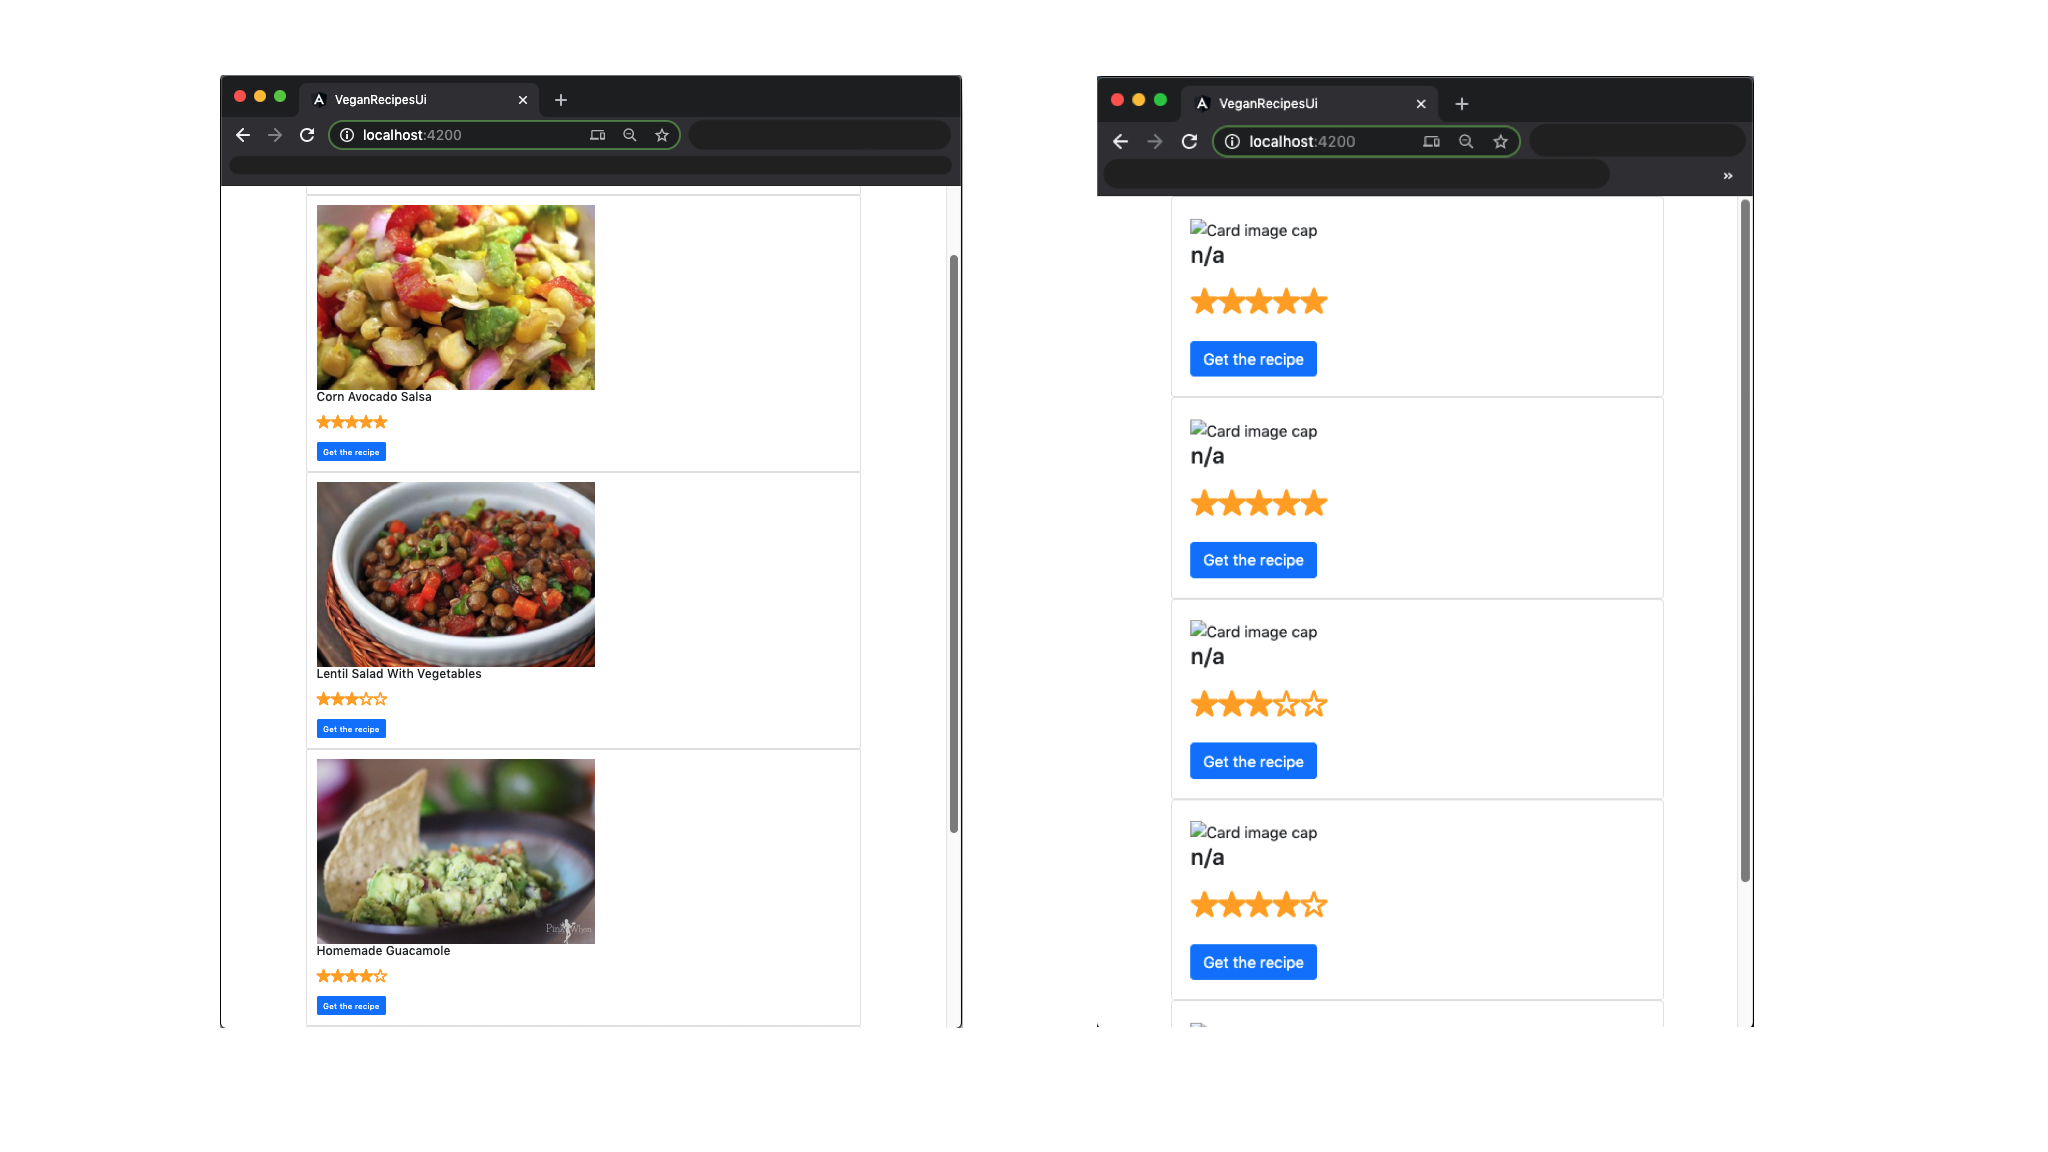 VeganRecipesUi
localhost:4200
Corn Avocado Salsa
Get the recipe
Lentil Salad With Vegetables
Get the recipe
Homemade Guacamole
Get the recipe
VeganRecipesUi
localhost:4200
»
Card image cap
n/a
Get the recipe
Card image cap
n/a
Get the recipe
Card image cap
n/a
Get the recipe
Card image cap
n/a
Get the recipe